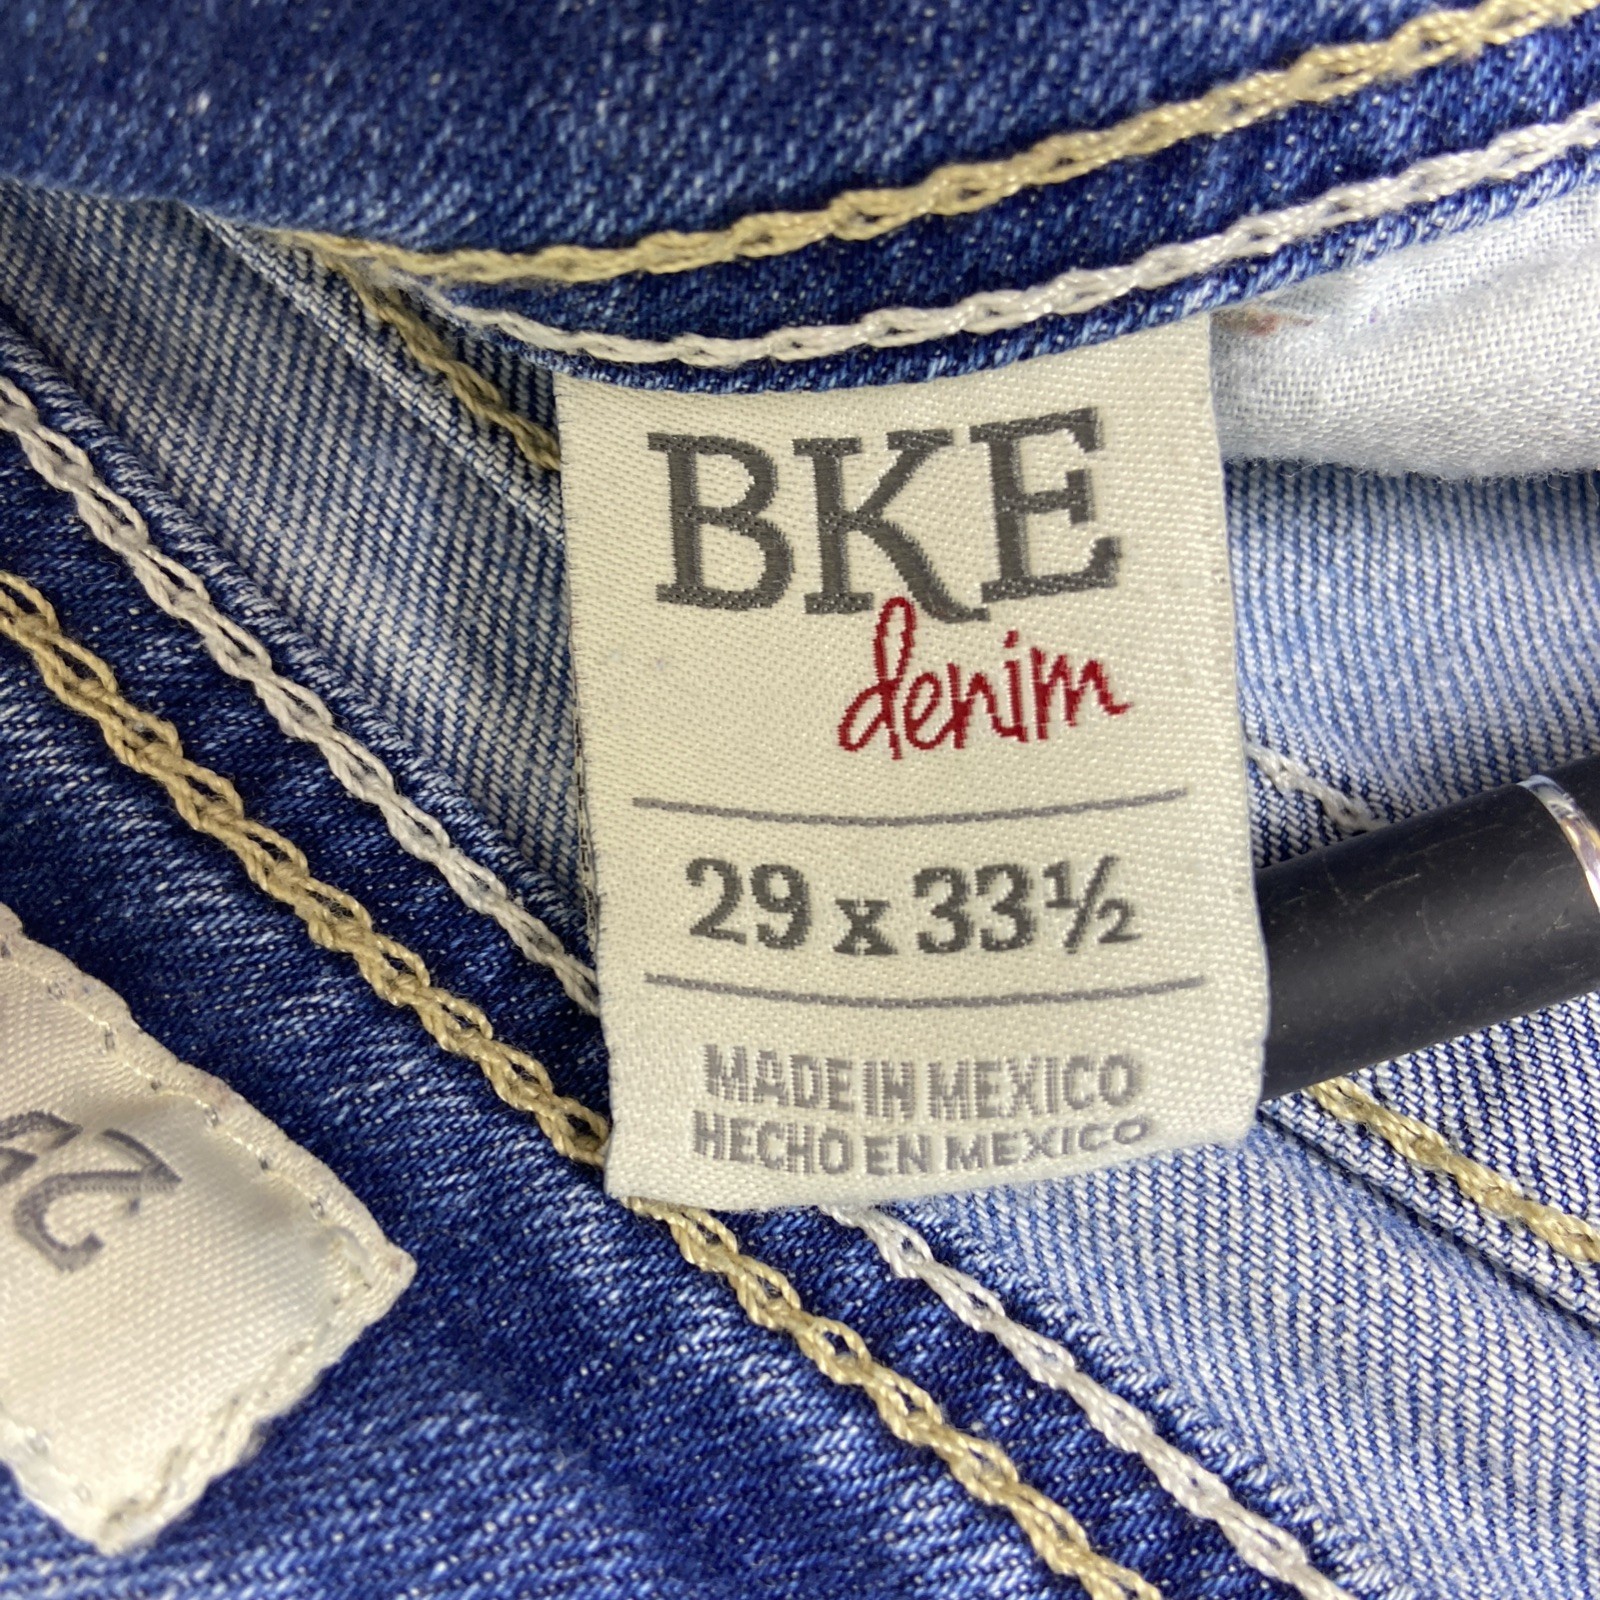 BKE
denim
29 x 33½
MADE IN MEXICO
HECHO EN MEXICO